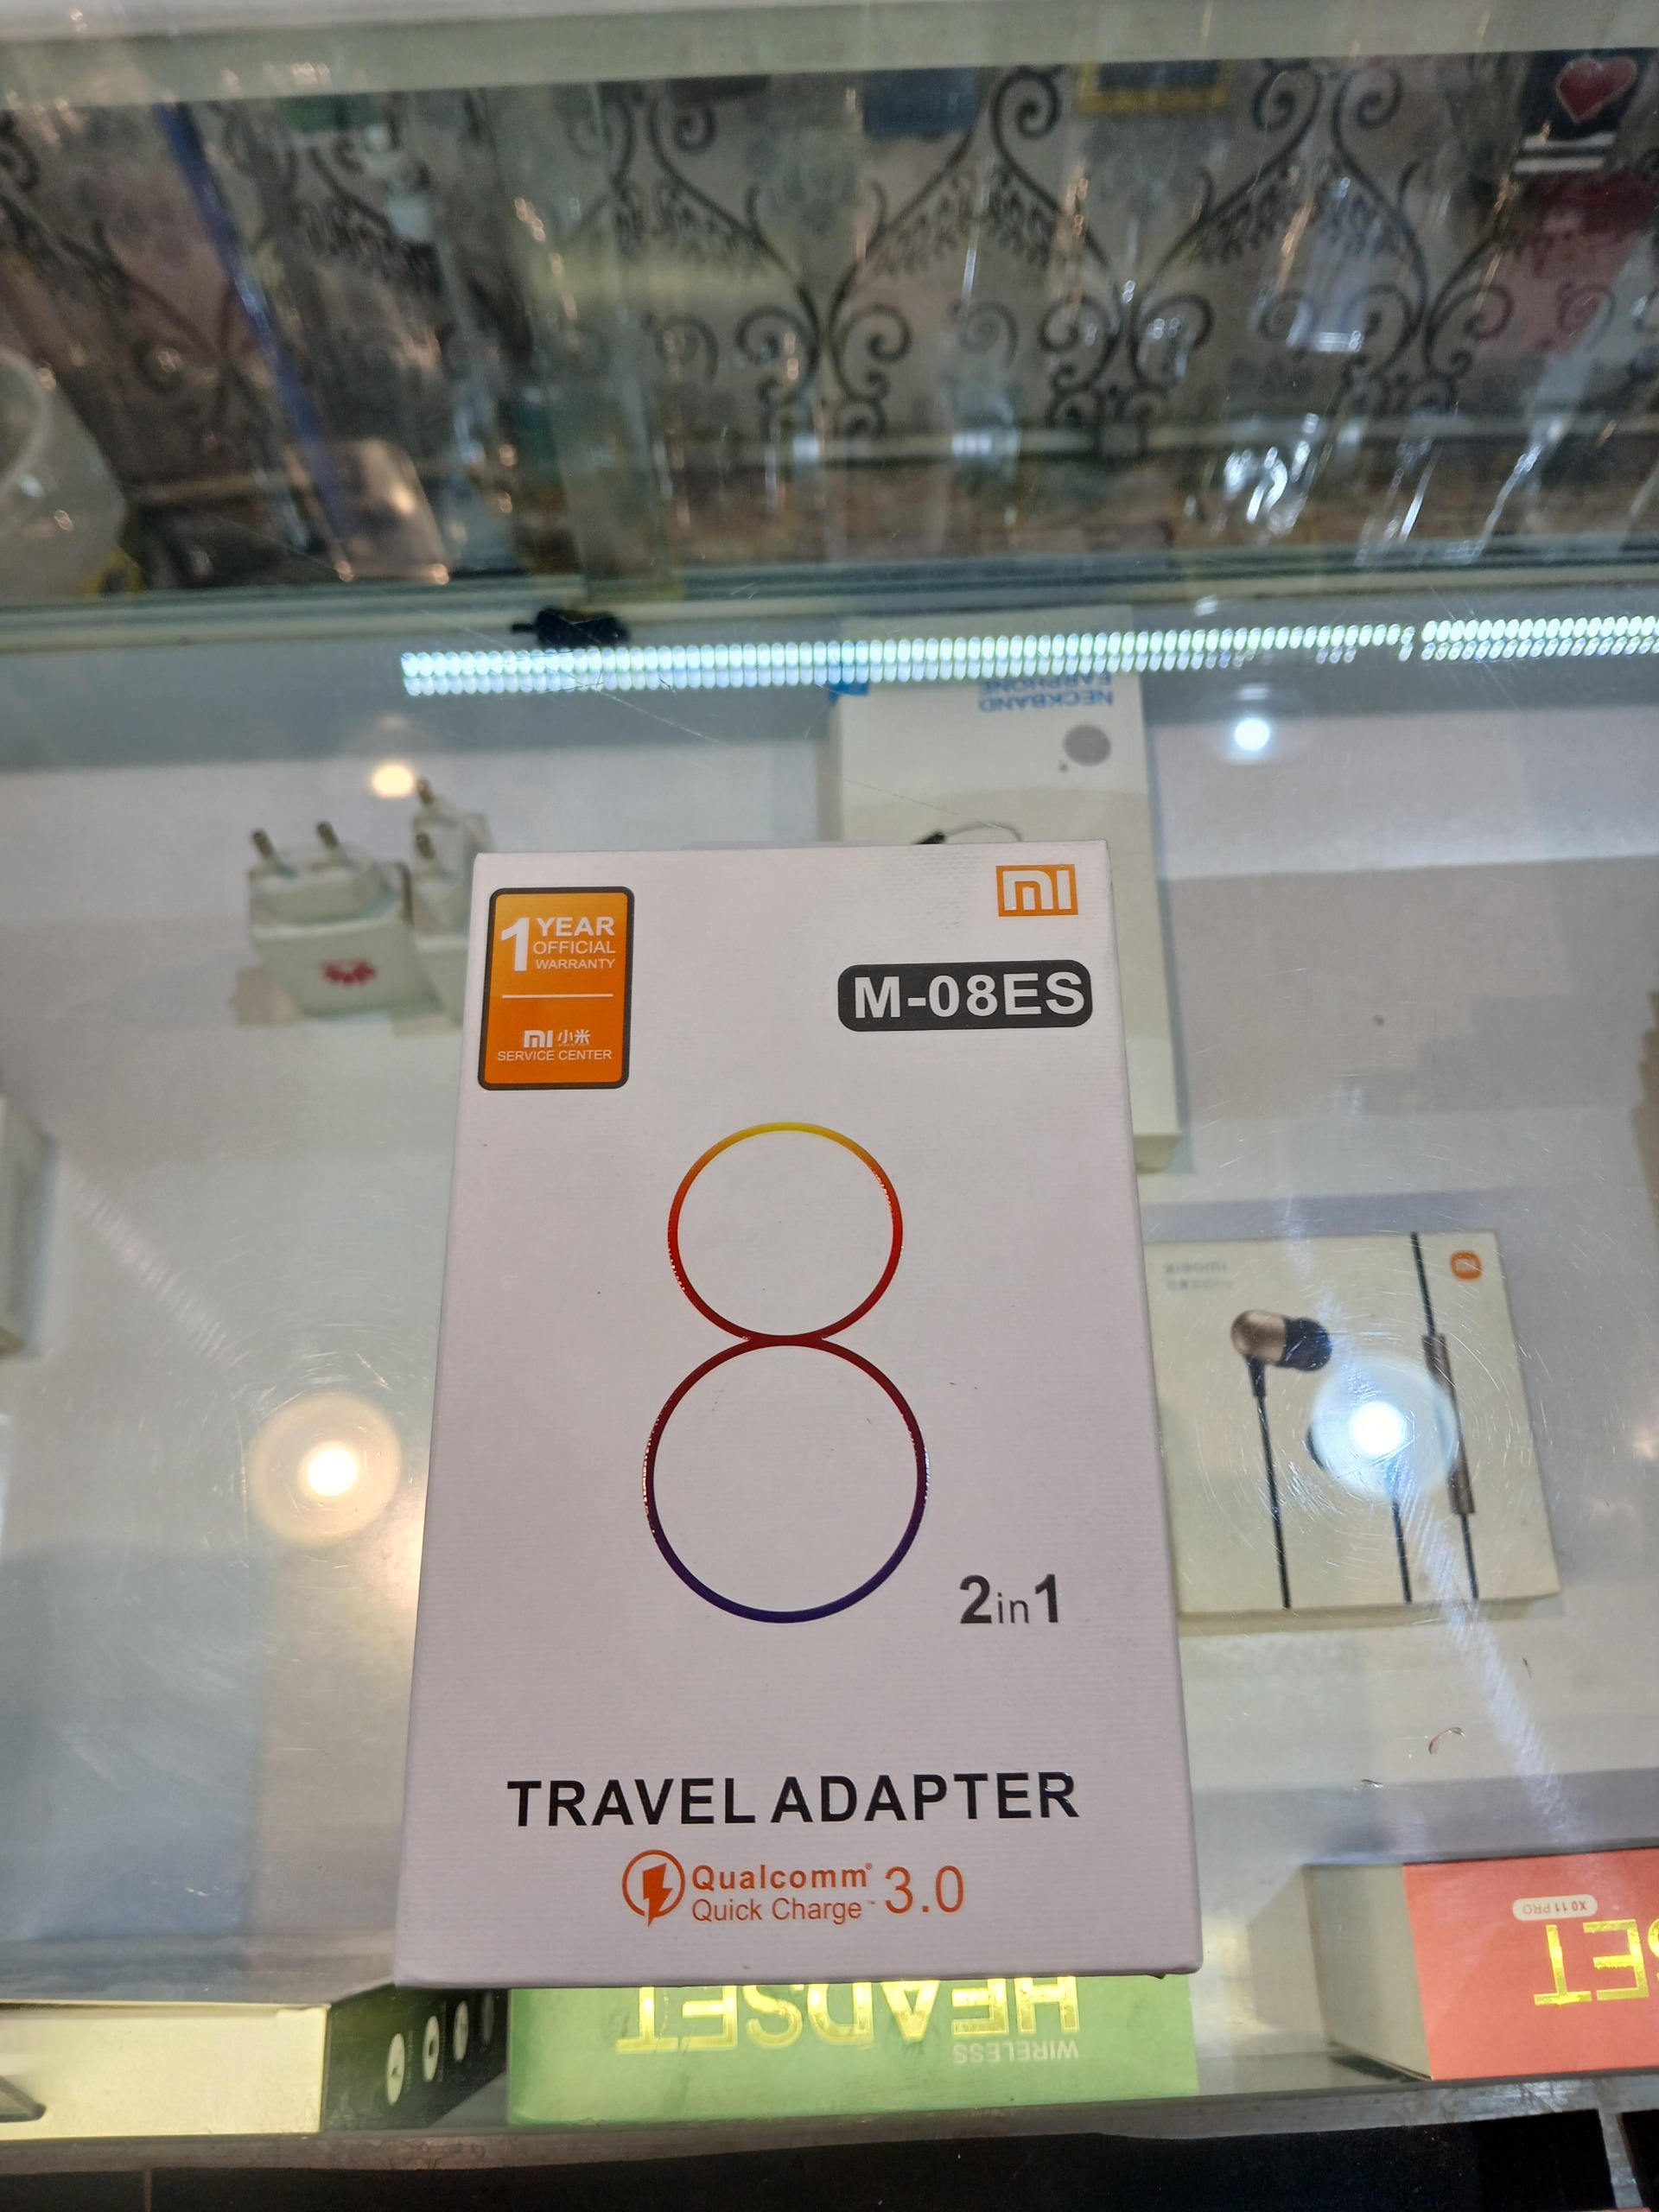 NECKBAND
EARPHONE
1 YEAR
OFFICIAL
WARRANTY
mi 小米
SERVICE CENTER
mi
M-08ES
8
2in1
TRAVEL ADAPTER
Qualcomm®
Quick Charge™ 3.0
WIRELESS
HEADSET
X0 11 PRO
SET